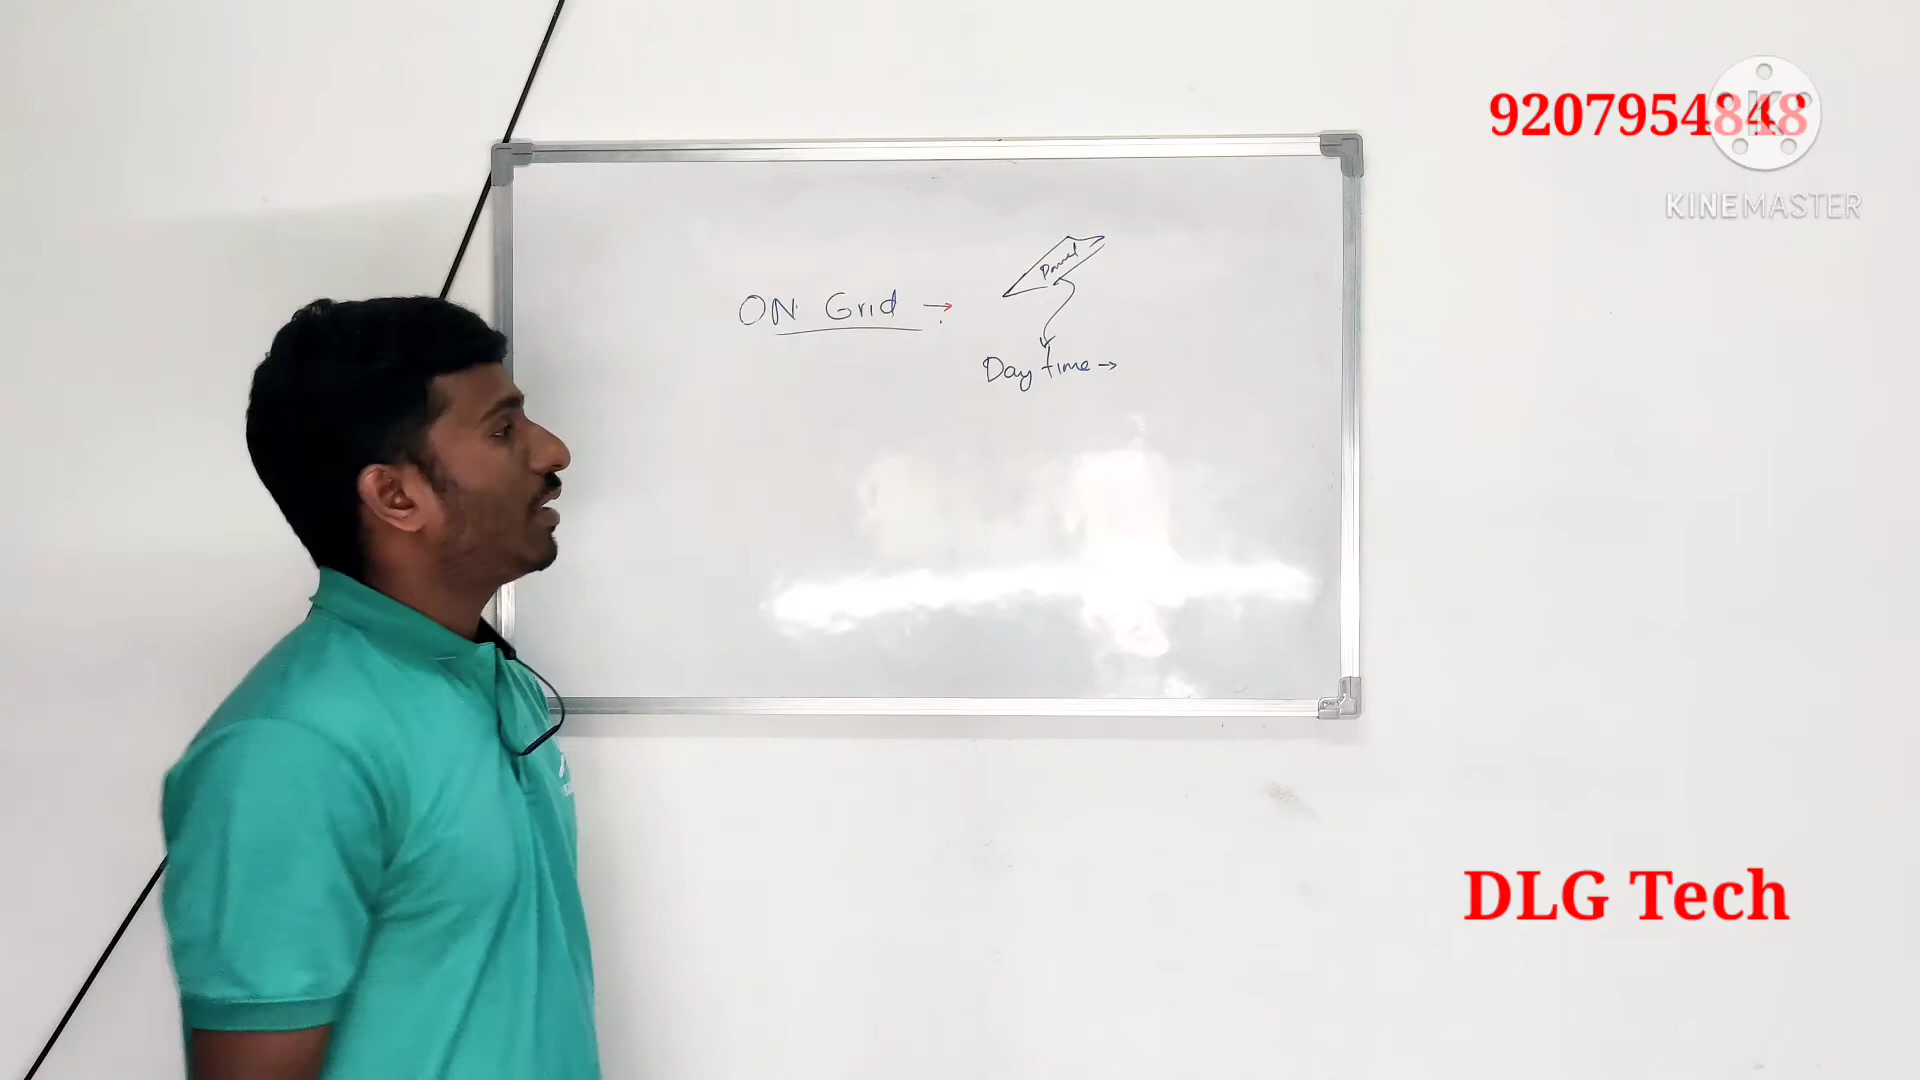 9207954848
KINEMASTER
Panel
ON Grid →
Day time →
DLG Tech